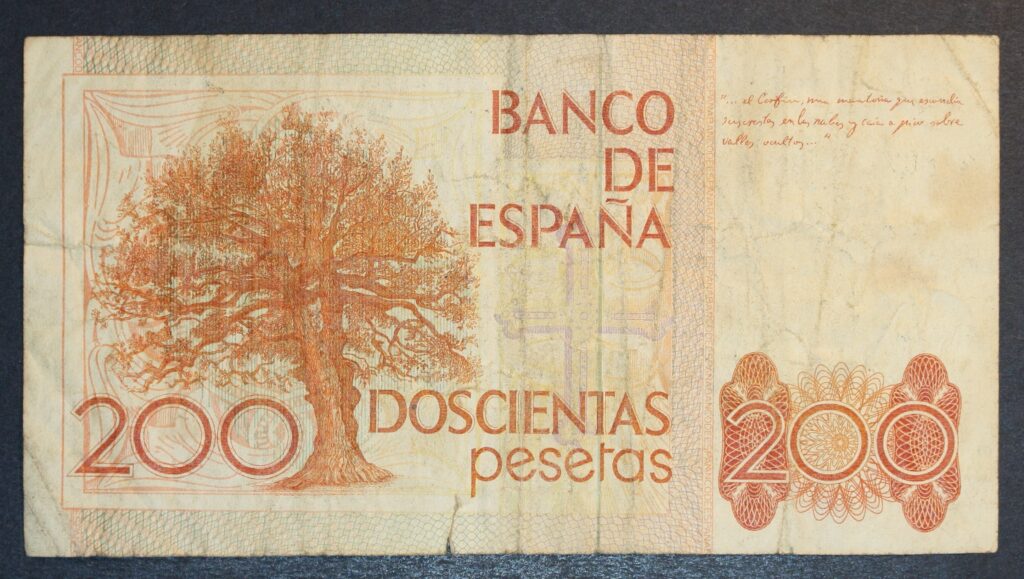 BANCO
DE
ESPAÑA
"... el Corfín, una montaña que escondía
sus crestas en las nubes y caía a pico sobre
valles ocultos..."
200
DOSCIENTAS
pesetas
200